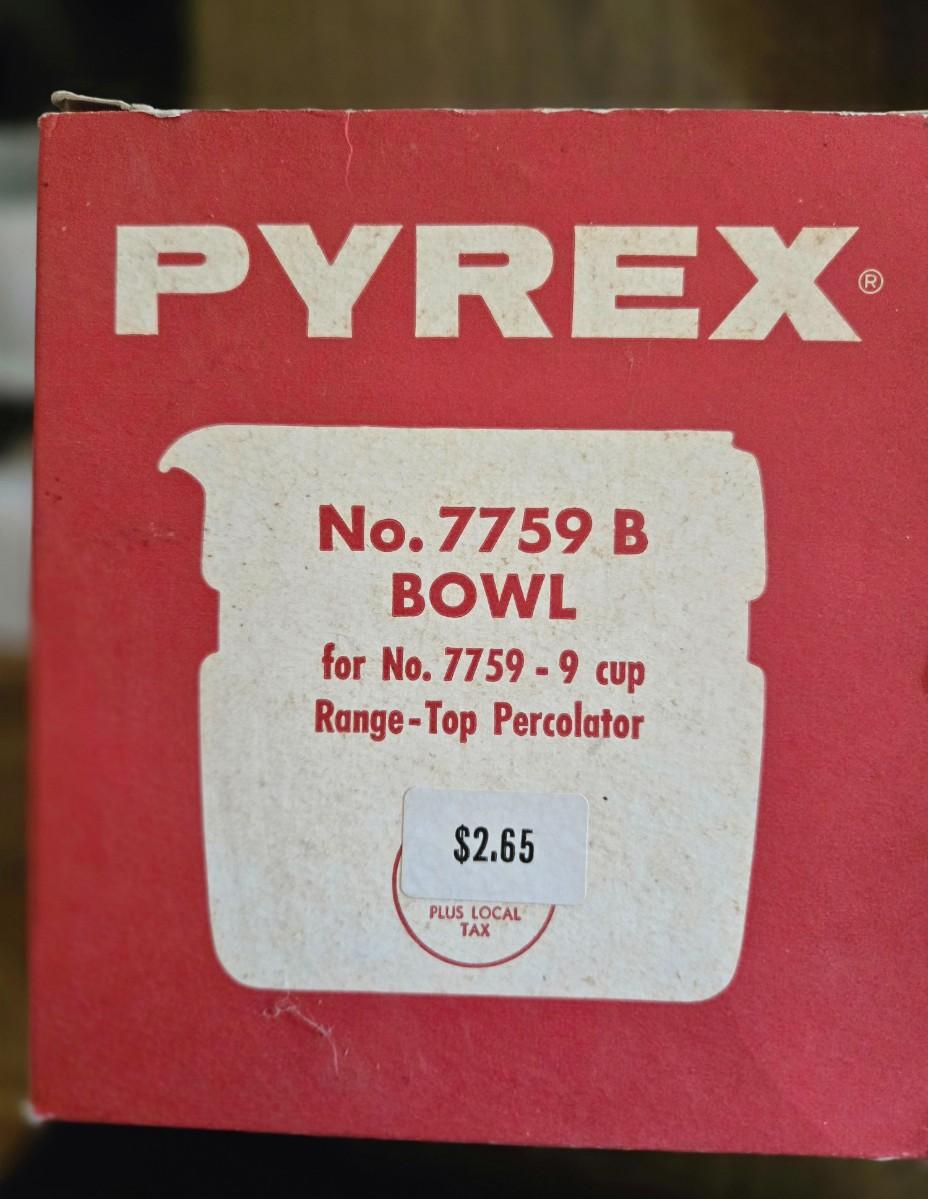 PYREX®
No. 7759 B
BOWL
for No. 7759 - 9 cup
Range-Top Percolator
$2.65
PLUS LOCAL
TAX